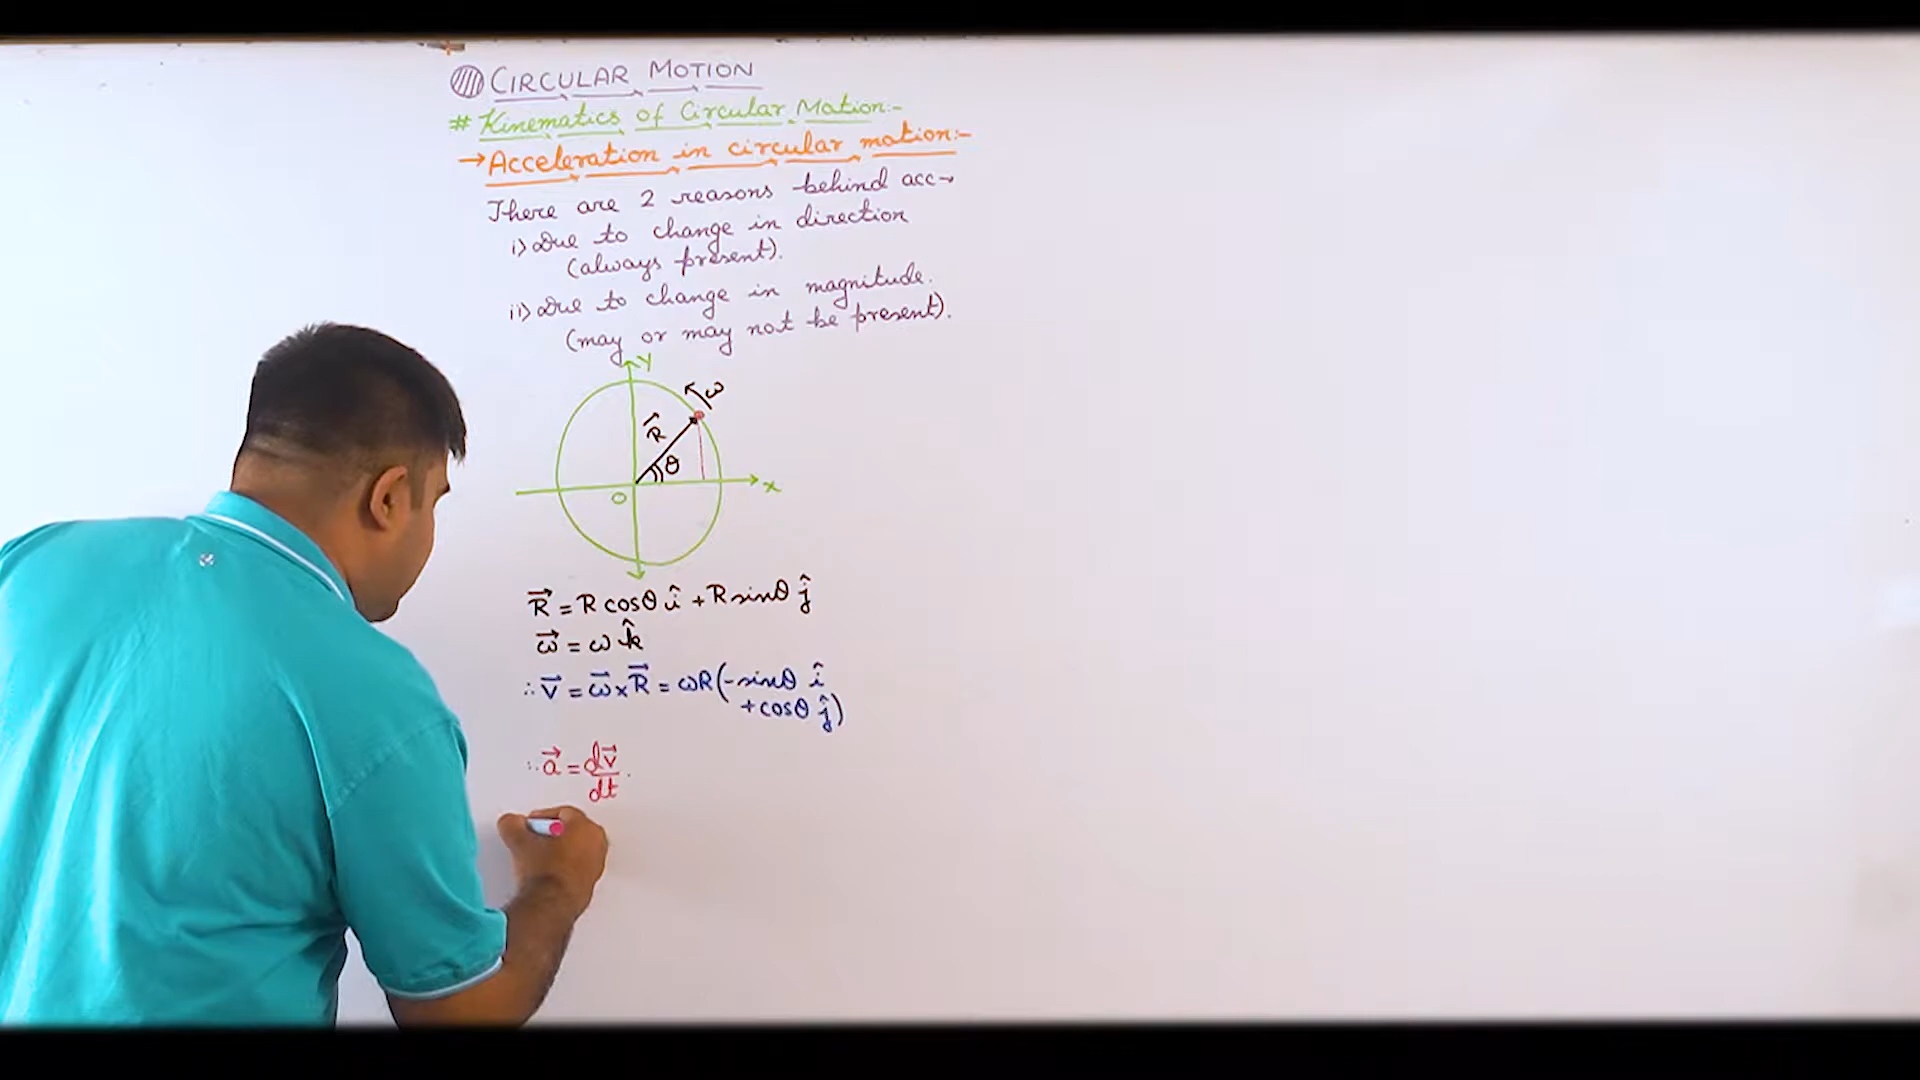 CIRCULAR MOTION
# Kinematics of Circular Motion:-
→Acceleration in circular motion:-
There are 2 reasons behind acc→
i) Due to change in direction
(always present).
ii) Due to change in magnitude.
(may or may not be present).
Y
ω
R⃗
θ
O
x
R⃗ = R cosθ î + R sinθ ĵ
ω⃗ = ω k̂
∴ v⃗ = ω⃗ × R⃗ = ωR(-sinθ î
+cosθ ĵ)
∴ a⃗ = dv⃗/dt.